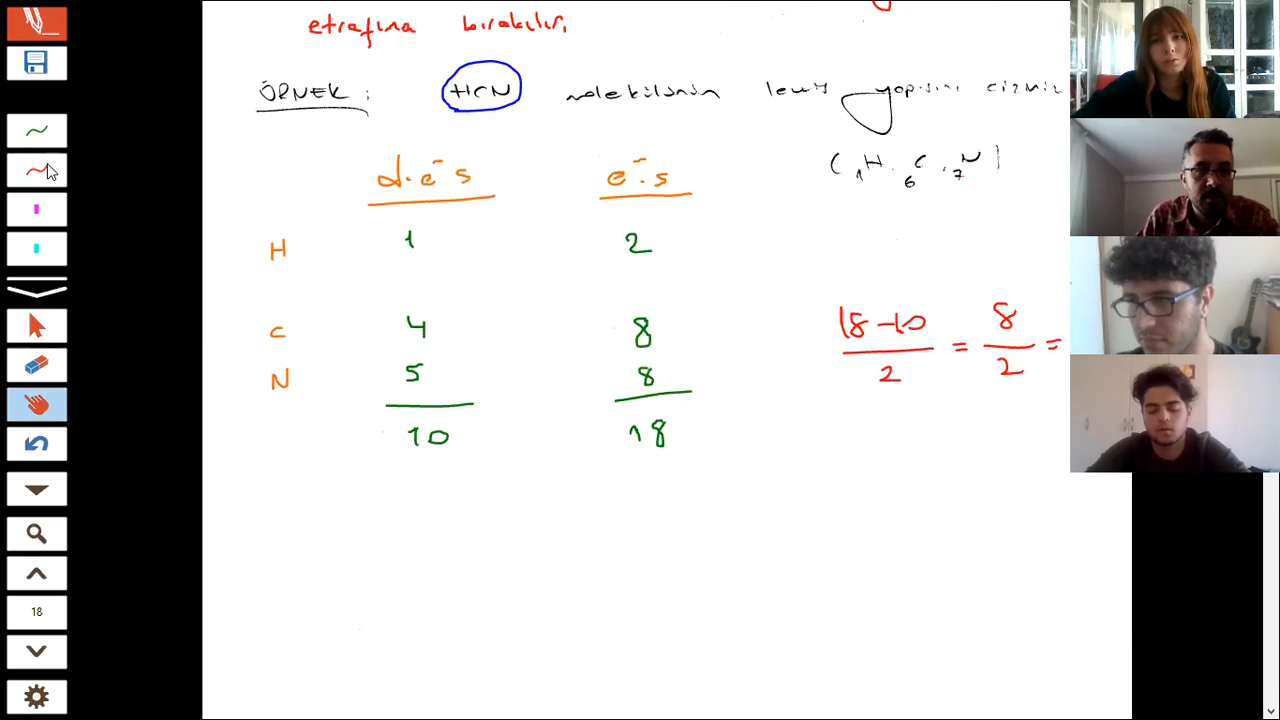 etrafına bırakılır.
ÖRNEK : HCN molekülünün lewis yapısını çiziniz
(₁H, ₆C, ₇N)
d.e⁻s e⁻.s
H 1 2
C 4 8
N 5 8
10 18
18-10/2 = 8/2 =
18